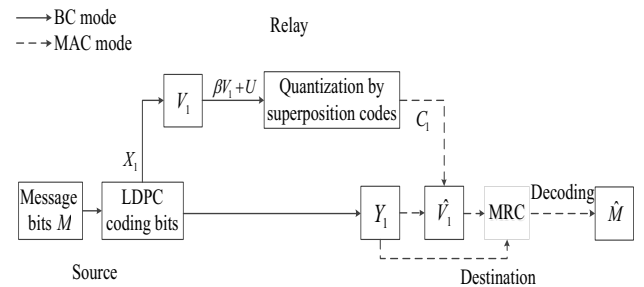 BC mode
MAC mode
Relay
V₁
βV₁+U
Quantization by
superposition codes
C₁
X₁
Message
bits M
LDPC
coding bits
Y₁
V̂₁
MRC
Decoding
M̂
Source
Destination